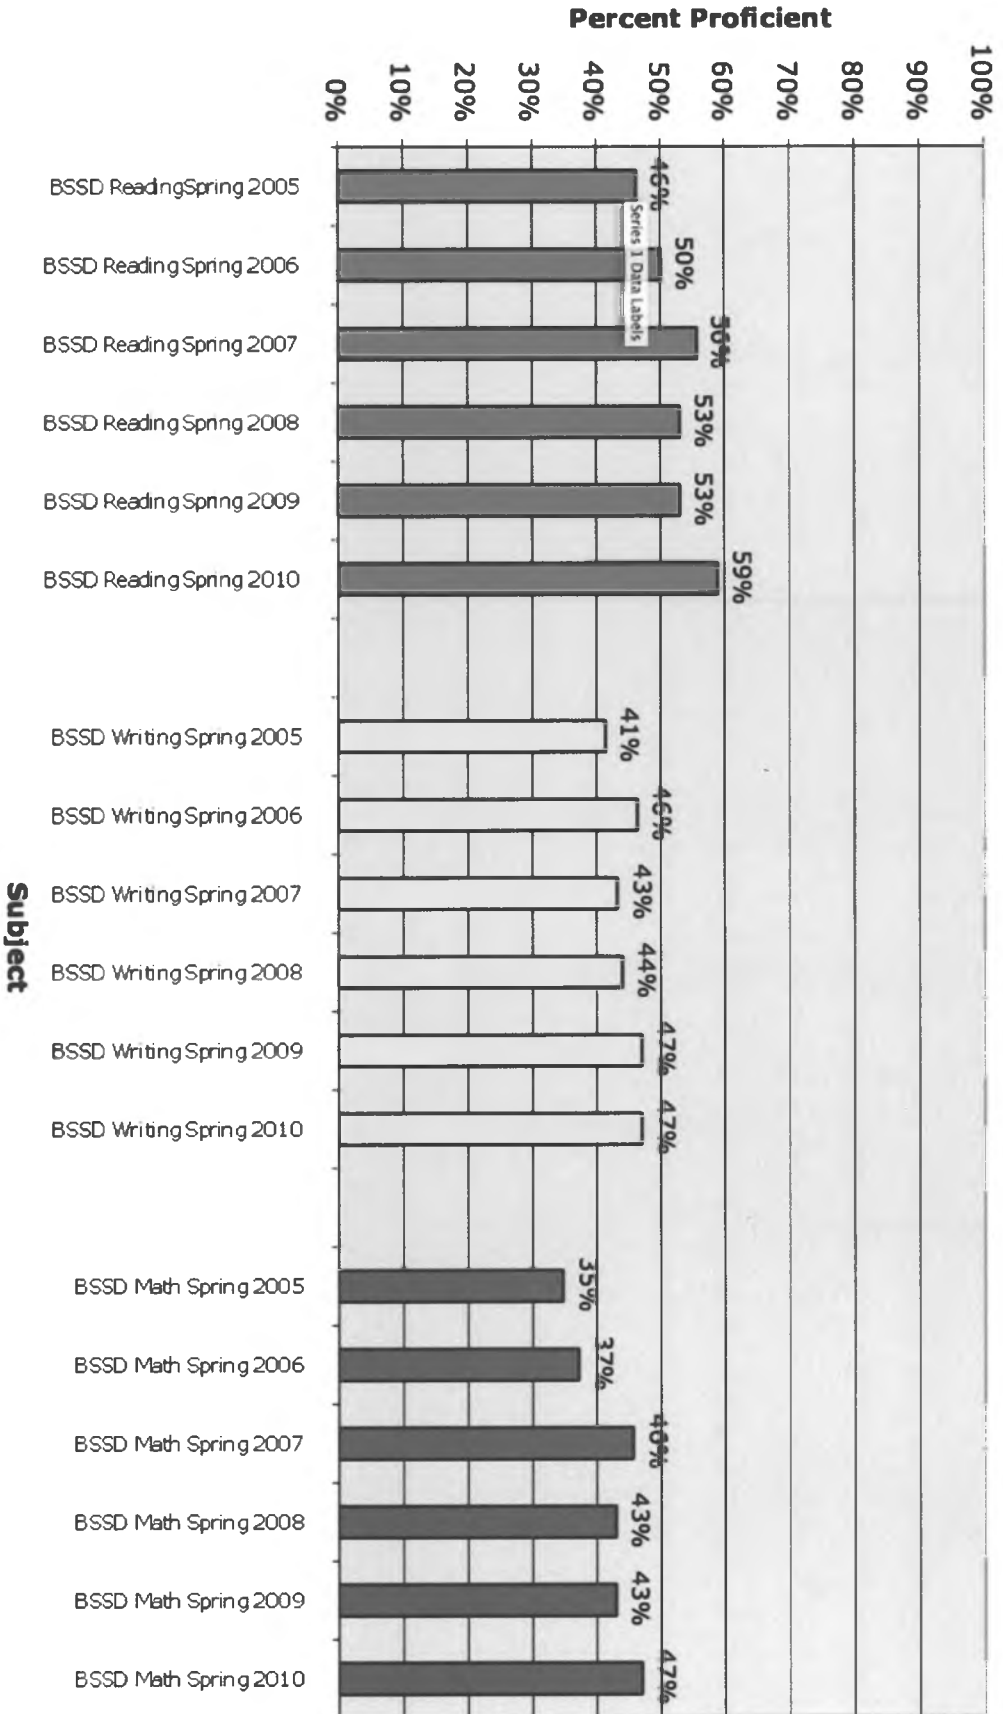 Percent Proficient
100%
90%
80%
70%
60%
50%
40%
30%
20%
10%
0%
46%
50%
56%
53%
53%
59%
41%
46%
43%
44%
47%
47%
35%
37%
46%
43%
43%
47%
Series 1 Data Labels
BSSD ReadingSpring 2005
BSSD Reading Spring 2006
BSSD Reading Spring 2007
BSSD Reading Spring 2008
BSSD Reading Spring 2009
BSSD Reading Spring 2010
BSSD Writing Spring 2005
BSSD Writing Spring 2006
BSSD Writing Spring 2007
BSSD Writing Spring 2008
BSSD Writing Spring 2009
BSSD Writing Spring 2010
BSSD Math Spring 2005
BSSD Math Spring 2006
BSSD Math Spring 2007
BSSD Math Spring 2008
BSSD Math Spring 2009
BSSD Math Spring 2010
Subject